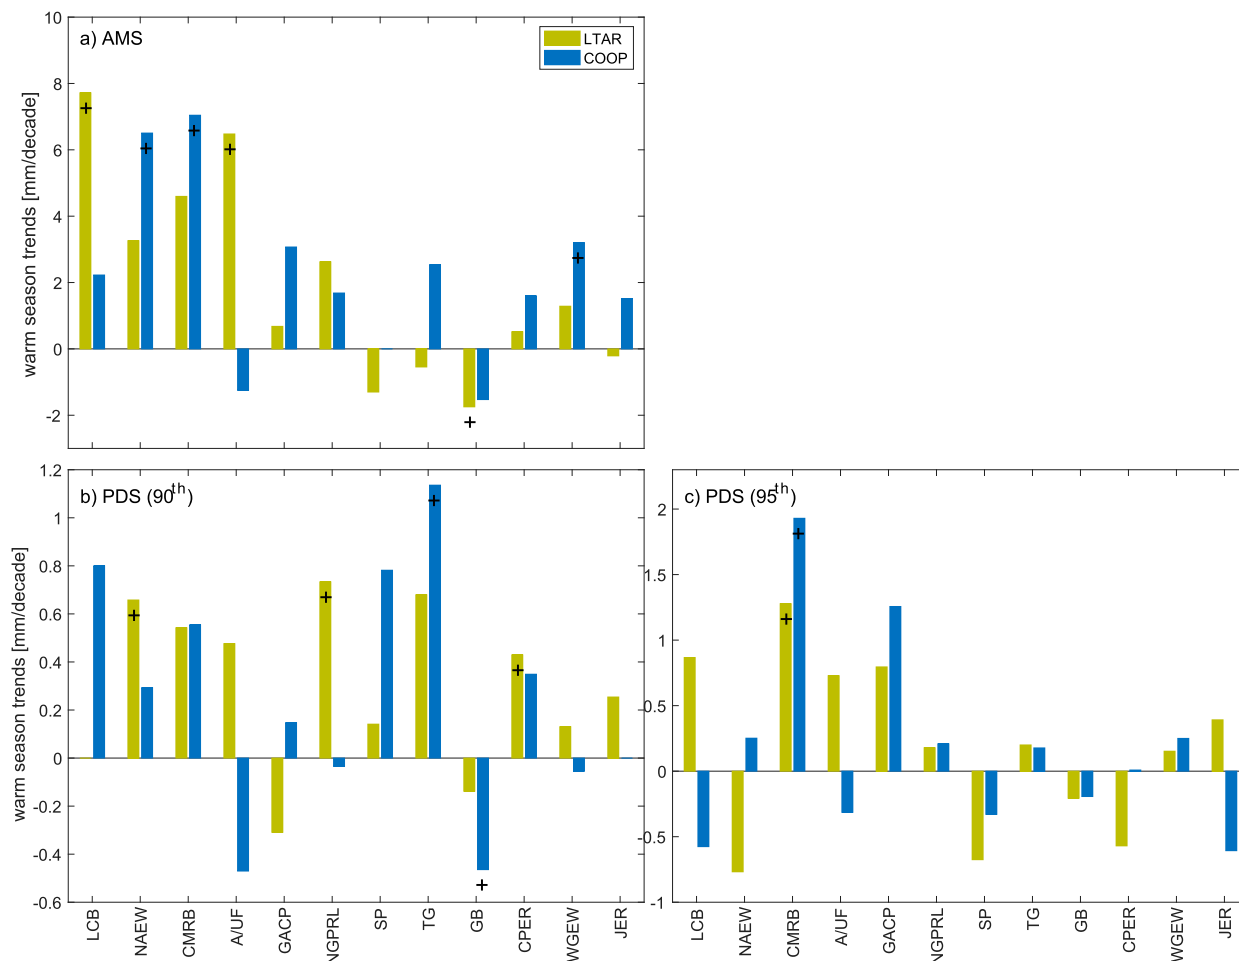 a) AMS
LTAR
COOP
warm season trends [mm/decade]
10
8
6
4
2
0
-2
b) PDS (90th)
warm season trends [mm/decade]
1.2
1
0.8
0.6
0.4
0.2
0
-0.2
-0.4
-0.6
LCB
NAEW
CMRB
A/UF
GACP
NGPRL
SP
TG
GB
CPER
WGEW
JER
c) PDS (95th)
2
1.5
1
0.5
0
-0.5
-1
LCB
NAEW
CMRB
A/UF
GACP
NGPRL
SP
TG
GB
CPER
WGEW
JER